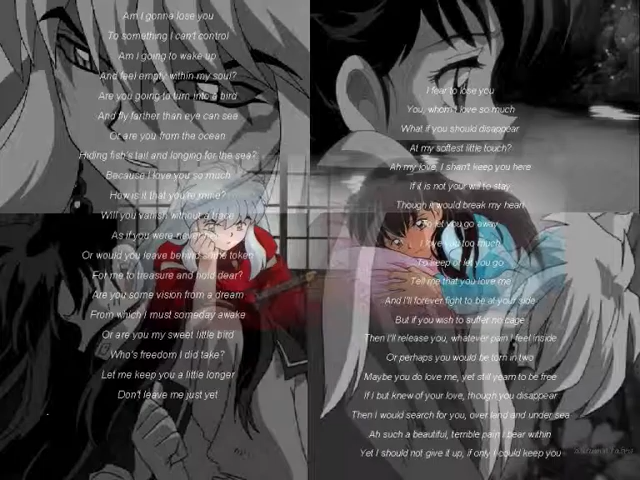 Am I gonna lose you
To something I can't control
Am I going to wake up
And feel empty within my soul?
Are you going to turn into a bird
And fly farther than eye can see
Or are you from the ocean
Hiding fish's tail and longing for the sea?
Because I love you so much
How is it that you're mine?
Will you vanish without a trace
As if you were never
Or would you leave behind some token
For me to treasure and hold dear?
Are you some vision from a dream
From which I must someday awake
Or are you my sweet little bird
Who's freedom I did take?
Let me keep you a little longer
Don't leave me just yet
I fear to lose you
You, whom I love so much
What if you should disappear
At my softest little touch?
Ah my love, I shan't keep you here
If it is not your will to stay
Though it would break my heart
To let you go away
I love you too much
To keep or let you go
Tell me that you love me
And I'll forever fight to be at your side
But if you wish to suffer no cage
Then I'll release you, whatever pain I feel inside
Or perhaps you would be torn in two
Maybe you do love me, yet still yearn to be free
If I but knew of your love, though you disappear
Then I would search for you, over land and under sea
Ah such a beautiful, terrible pain I bear within
Yet I should not give it up, if only I could keep you